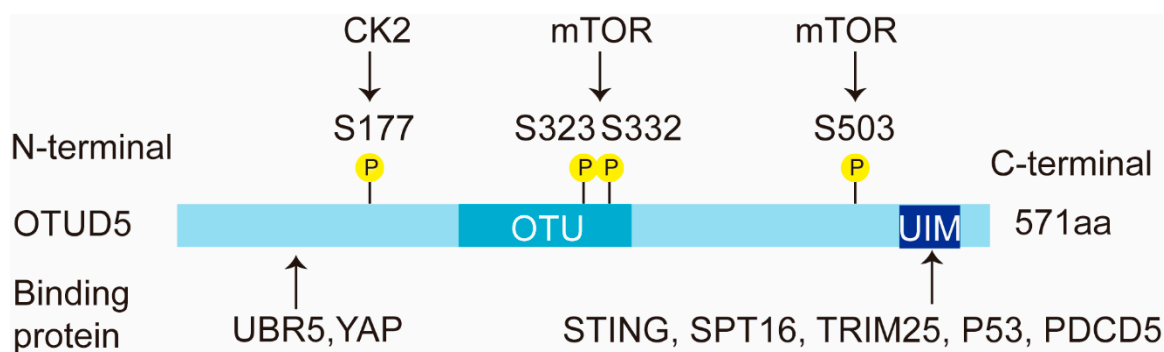 CK2 mTOR mTOR
S177 S323 S332 S503
N-terminal C-terminal
P P P P
OTUD5 OTU UIM 571aa
Binding
protein
UBR5,YAP STING, SPT16, TRIM25, P53, PDCD5